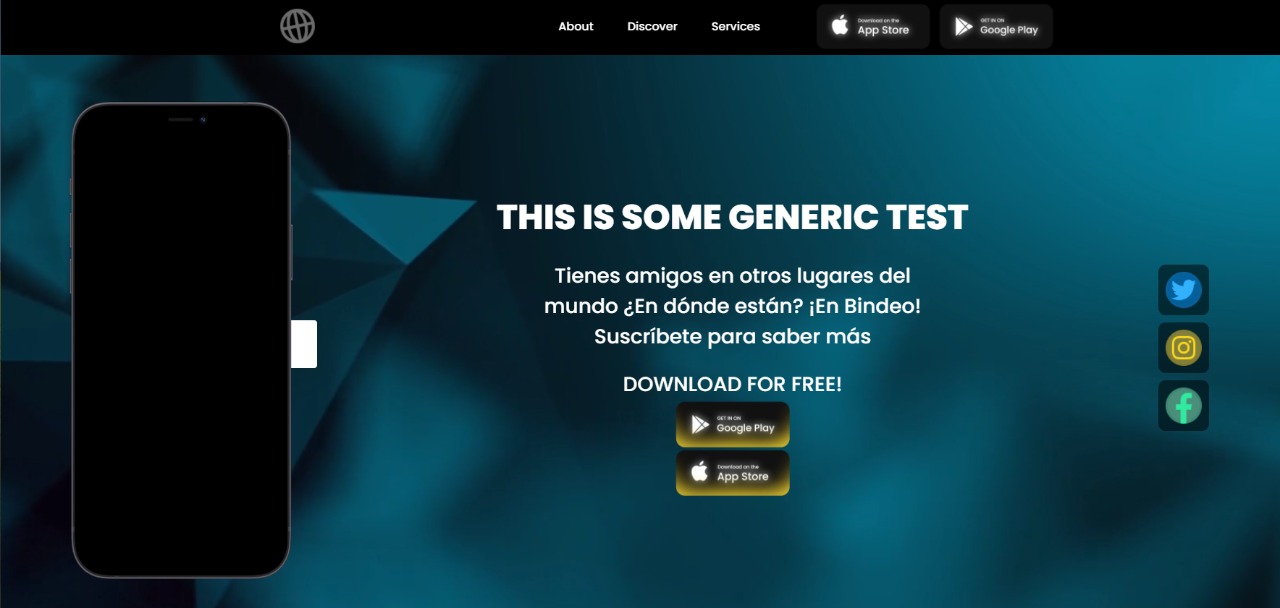 About
Discover
Services
Download on the
App Store
GET IN ON
Google Play
THIS IS SOME GENERIC TEST
Tienes amigos en otros lugares del
mundo ¿En dónde están? ¡En Bindeo!
Suscríbete para saber más
DOWNLOAD FOR FREE!
GET IN ON
Google Play
Download on the
App Store